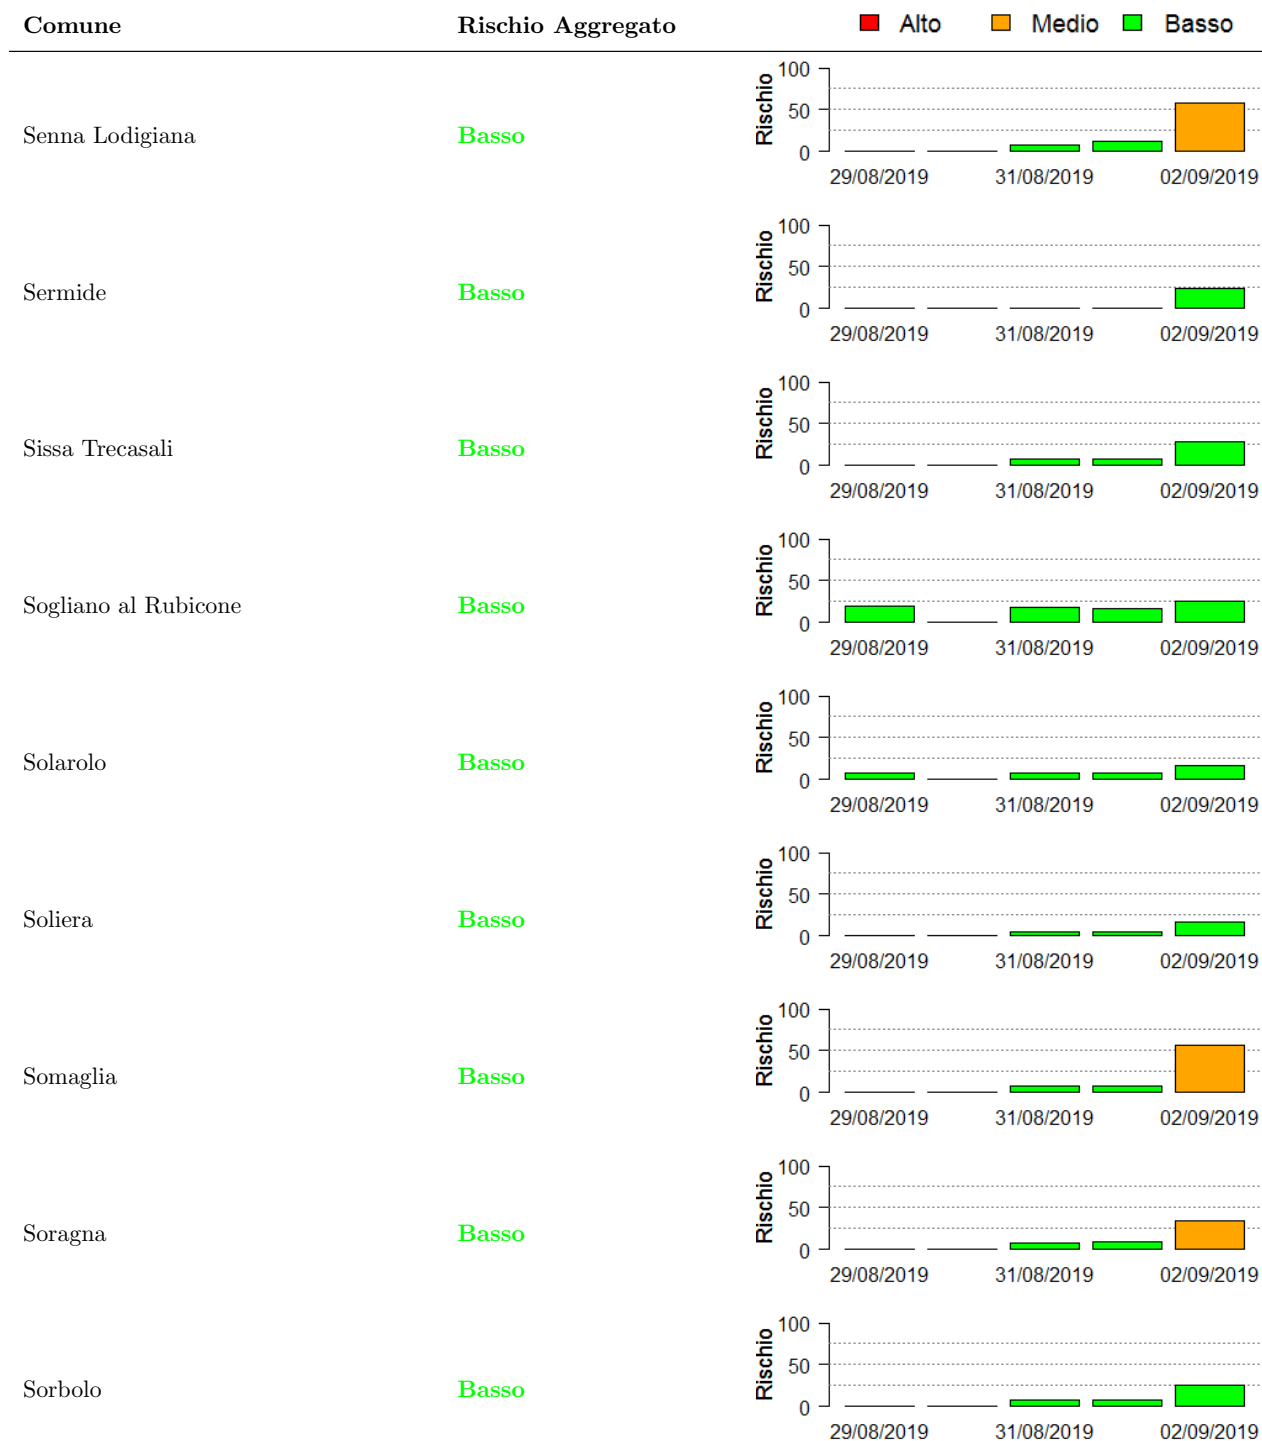 Comune Rischio Aggregato Alto Medio Basso
Senna Lodigiana Basso Rischio 100 50 0
29/08/2019 31/08/2019 02/09/2019
Sermide Basso Rischio 100 50 0
29/08/2019 31/08/2019 02/09/2019
Sissa Trecasali Basso Rischio 100 50 0
29/08/2019 31/08/2019 02/09/2019
Sogliano al Rubicone Basso Rischio 100 50 0
29/08/2019 31/08/2019 02/09/2019
Solarolo Basso Rischio 100 50 0
29/08/2019 31/08/2019 02/09/2019
Soliera Basso Rischio 100 50 0
29/08/2019 31/08/2019 02/09/2019
Somaglia Basso Rischio 100 50 0
29/08/2019 31/08/2019 02/09/2019
Soragna Basso Rischio 100 50 0
29/08/2019 31/08/2019 02/09/2019
Sorbolo Basso Rischio 100 50 0
29/08/2019 31/08/2019 02/09/2019